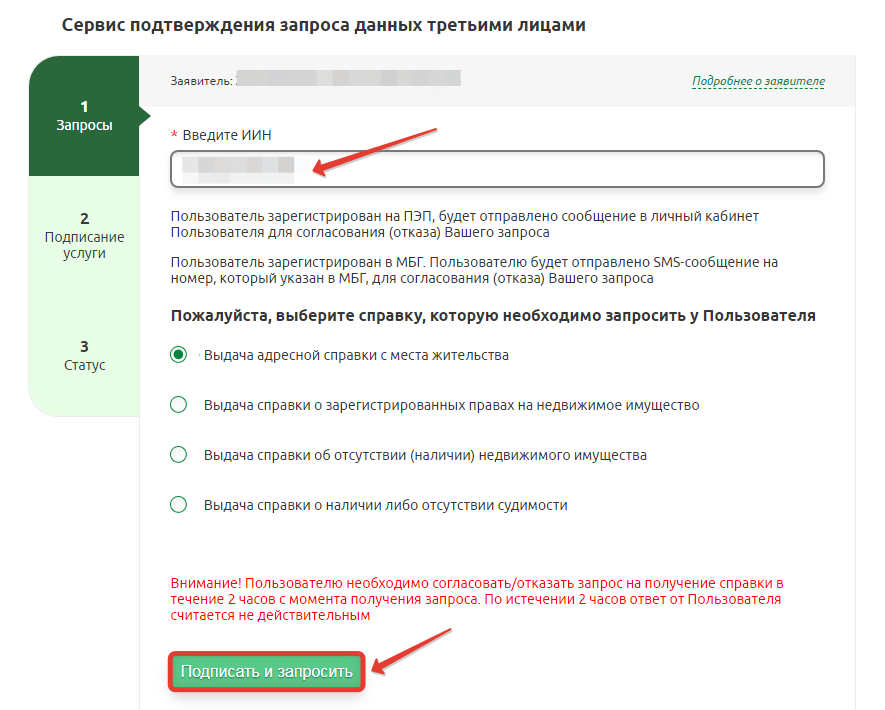 Сервис подтверждения запроса данных третьими лицами
1
Запросы
2
Подписание
услуги
3
Статус
Заявитель:
Подробнее о заявителе
* Введите ИИН
Пользователь зарегистрирован на ПЭП, будет отправлено сообщение в личный кабинет
Пользователя для согласования (отказа) Вашего запроса
Пользователь зарегистрирован в МБГ. Пользователю будет отправлено SMS-сообщение на
номер, который указан в МБГ, для согласования (отказа) Вашего запроса
Пожалуйста, выберите справку, которую необходимо запросить у Пользователя
Выдача адресной справки с места жительства
Выдача справки о зарегистрированных правах на недвижимое имущество
Выдача справки об отсутствии (наличии) недвижимого имущества
Выдача справки о наличии либо отсутствии судимости
Внимание! Пользователю необходимо согласовать/отказать запрос на получение справки в
течение 2 часов с момента получения запроса. По истечении 2 часов ответ от Пользователя
считается не действительным
Подписать и запросить